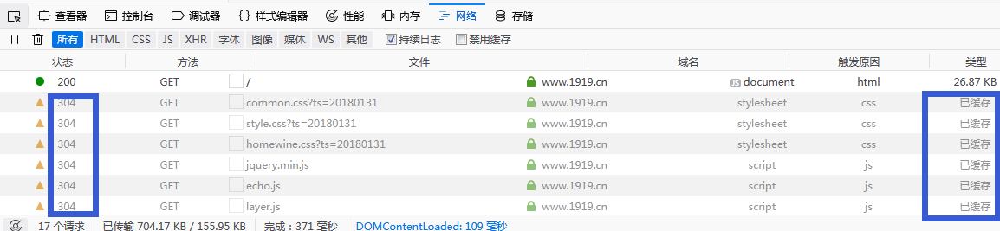 查看器 控制台 调试器 样式编辑器 性能 内存 网络 存储
所有 HTML CSS JS XHR 字体 图像 媒体 WS 其他 持续日志 禁用缓存
状态 方法 文件 域名 触发原因 类型
200 GET / www.1919.cn JS document html 26.87 KB
304 GET common.css?ts=20180131 www.1919.cn stylesheet css 已缓存
304 GET style.css?ts=20180131 www.1919.cn stylesheet css 已缓存
304 GET homewine.css?ts=20180131 www.1919.cn stylesheet css 已缓存
304 GET jquery.min.js www.1919.cn script js 已缓存
304 GET echo.js www.1919.cn script js 已缓存
304 GET layer.js www.1919.cn script js 已缓存
17 个请求 已传输 704.17 KB / 155.95 KB 完成：371 毫秒 DOMContentLoaded: 109 毫秒